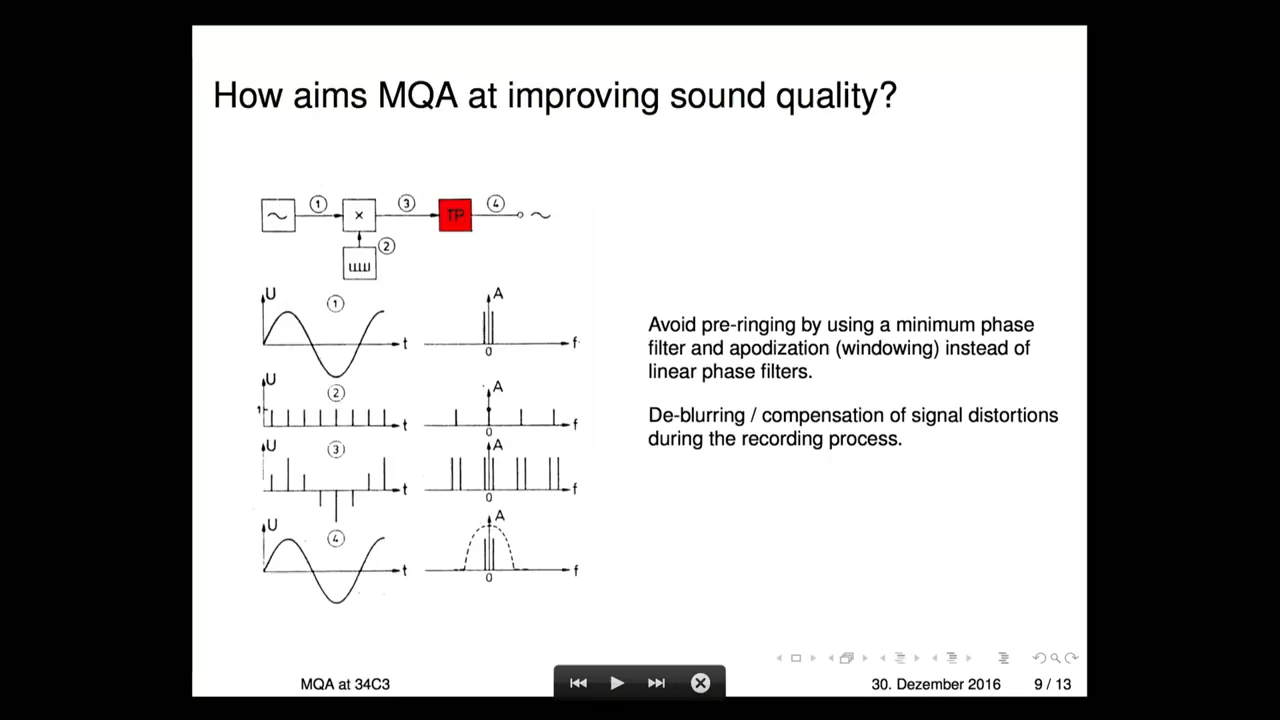 How aims MQA at improving sound quality?
~ 1 × 3 TP 4 ~
2
U 1 t A 0 f
U 2 1 t A 0 f
U 3 t A 0 f
U 4 t A 0 f
Avoid pre-ringing by using a minimum phase
filter and apodization (windowing) instead of
linear phase filters.
De-blurring / compensation of signal distortions
during the recording process.
MQA at 34C3
30. Dezember 2016
9 / 13